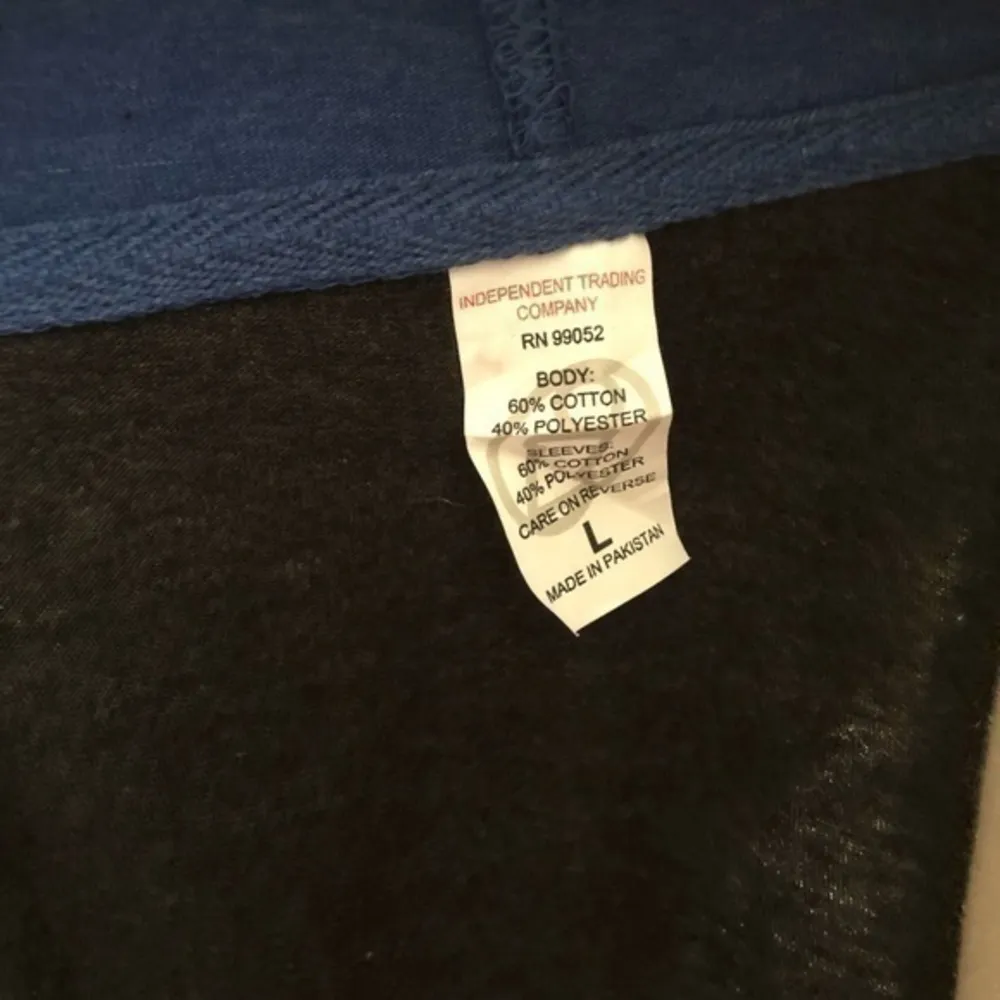 INDEPENDENT TRADING
COMPANY
RN 99052
BODY:
60% COTTON
40% POLYESTER
SLEEVES:
60% COTTON
40% POLYESTER
CARE ON REVERSE
L
MADE IN PAKISTAN